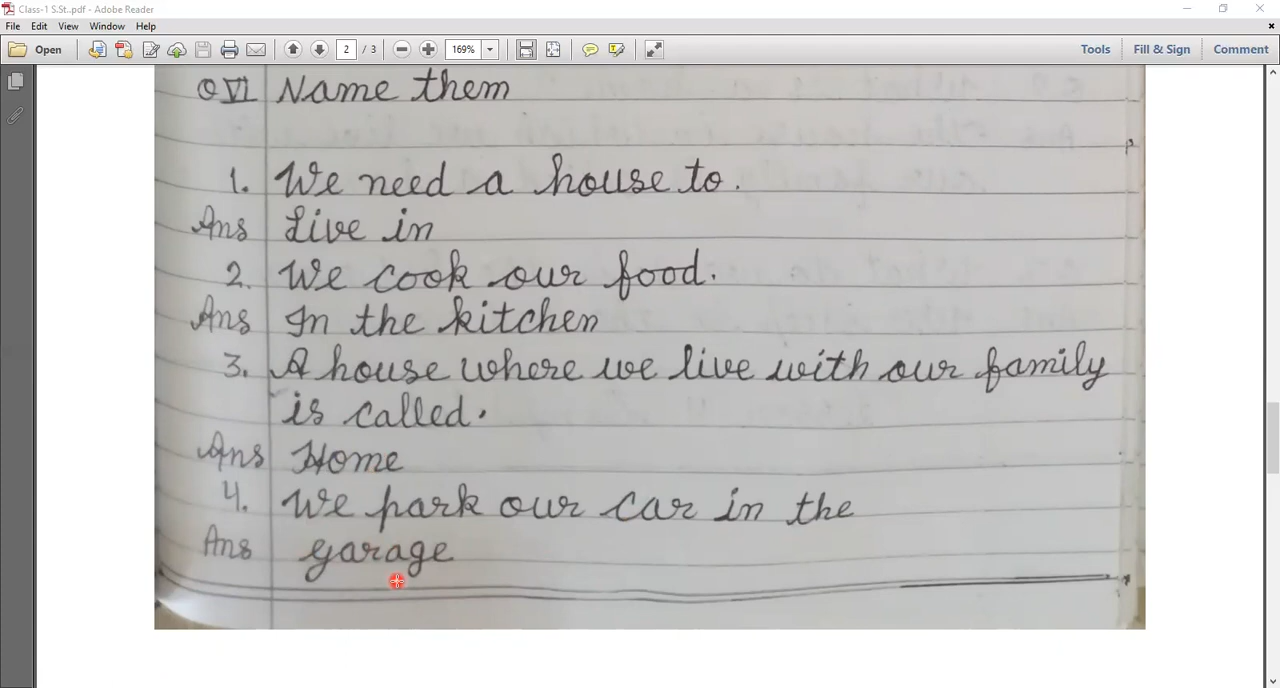 Class-1 S.St..pdf - Adobe Reader
File Edit View Window Help
Open 2 / 3 169% Tools Fill & Sign Comment
Q VI Name them
1. We need a house to.
Ans Live in
2. We cook our food.
Ans In the kitchen
3. A house where we live with our family
is called.
Ans Home
4. We park our car in the
Ans garage